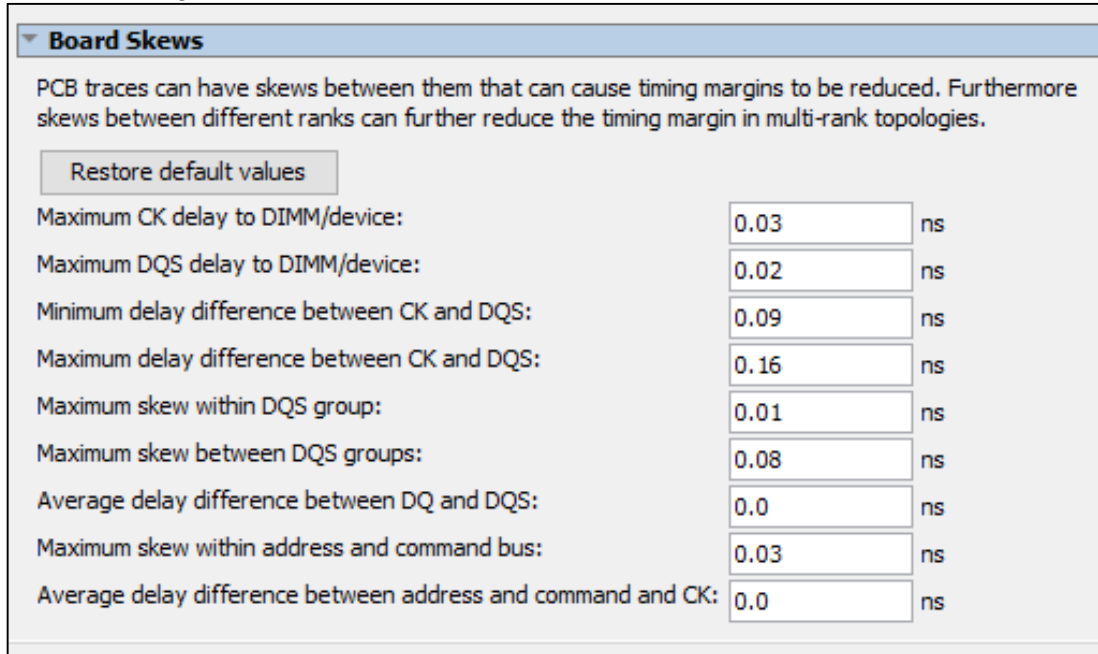 Board Skews
PCB traces can have skews between them that can cause timing margins to be reduced. Furthermore
skews between different ranks can further reduce the timing margin in multi-rank topologies.
Restore default values
Maximum CK delay to DIMM/device: 0.03 ns
Maximum DQS delay to DIMM/device: 0.02 ns
Minimum delay difference between CK and DQS: 0.09 ns
Maximum delay difference between CK and DQS: 0.16 ns
Maximum skew within DQS group: 0.01 ns
Maximum skew between DQS groups: 0.08 ns
Average delay difference between DQ and DQS: 0.0 ns
Maximum skew within address and command bus: 0.03 ns
Average delay difference between address and command and CK: 0.0 ns